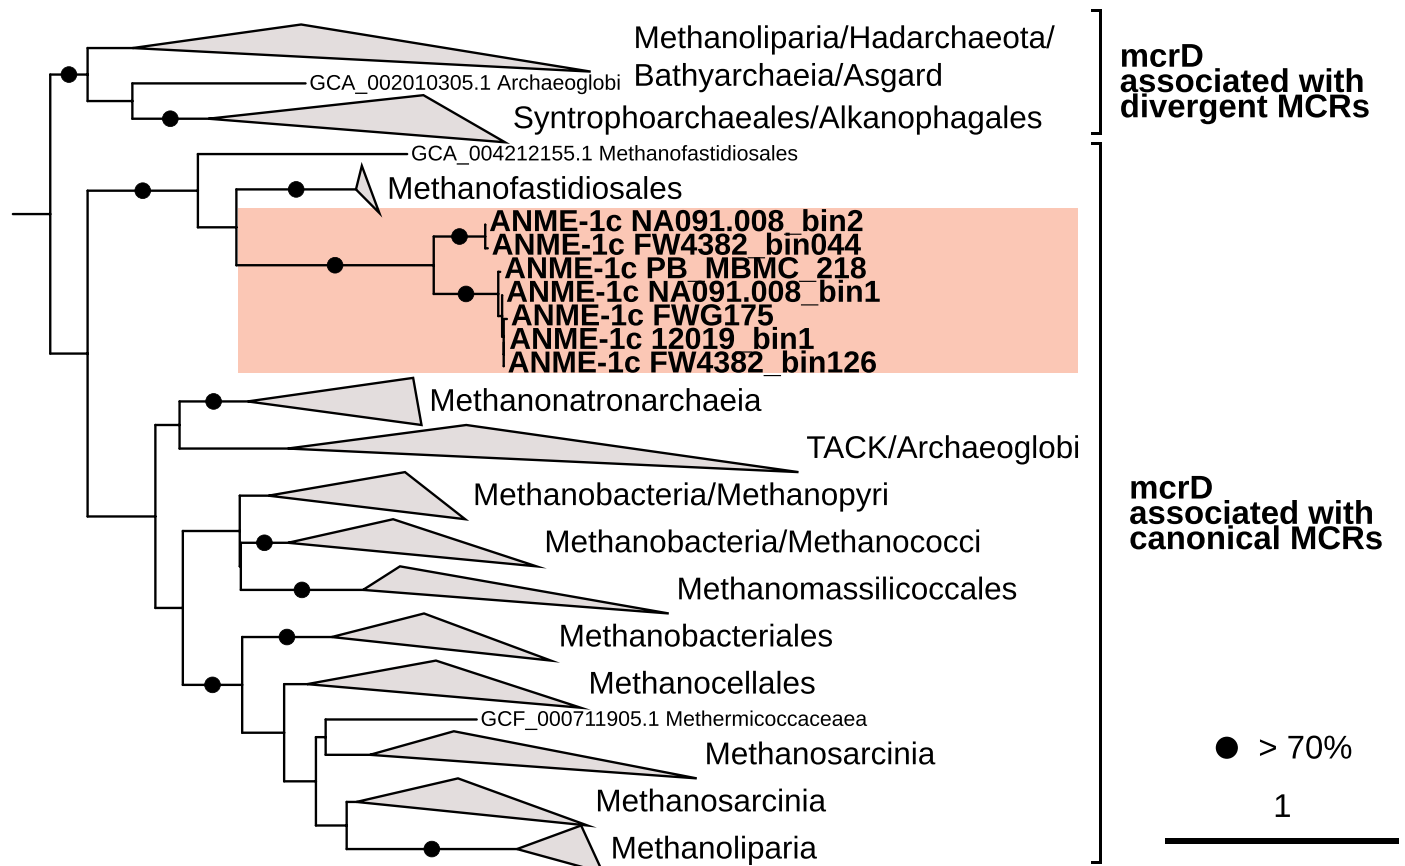 Methanoliparia/Hadarchaeota/
Bathyarchaeia/Asgard
GCA_002010305.1 Archaeoglobi
Syntrophoarchaeales/Alkanophagales
mcrD
associated with
divergent MCRs
GCA_004212155.1 Methanofastidiosales
Methanofastidiosales
ANME-1c NA091.008_bin2
ANME-1c FW4382_bin044
ANME-1c PB_MBMC_218
ANME-1c NA091.008_bin1
ANME-1c FWG175
ANME-1c 12019_bin1
ANME-1c FW4382_bin126
Methanonatronarchaeia
TACK/Archaeoglobi
Methanobacteria/Methanopyri
Methanobacteria/Methanococci
Methanomassilicoccales
mcrD
associated with
canonical MCRs
Methanobacteriales
Methanocellales
GCF_000711905.1 Methermicoccaceaea
Methanosarcinia
Methanosarcinia
Methanoliparia
> 70%
1